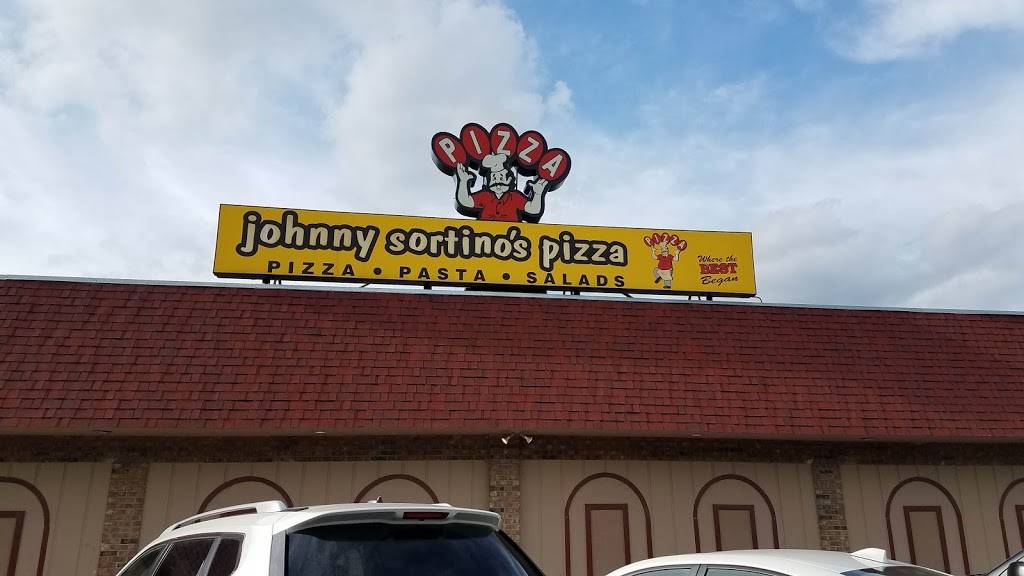 PIZZA
johnny sortino's pizza
PIZZA • PASTA • SALADS
PIZZA
Where the
BEST
Began